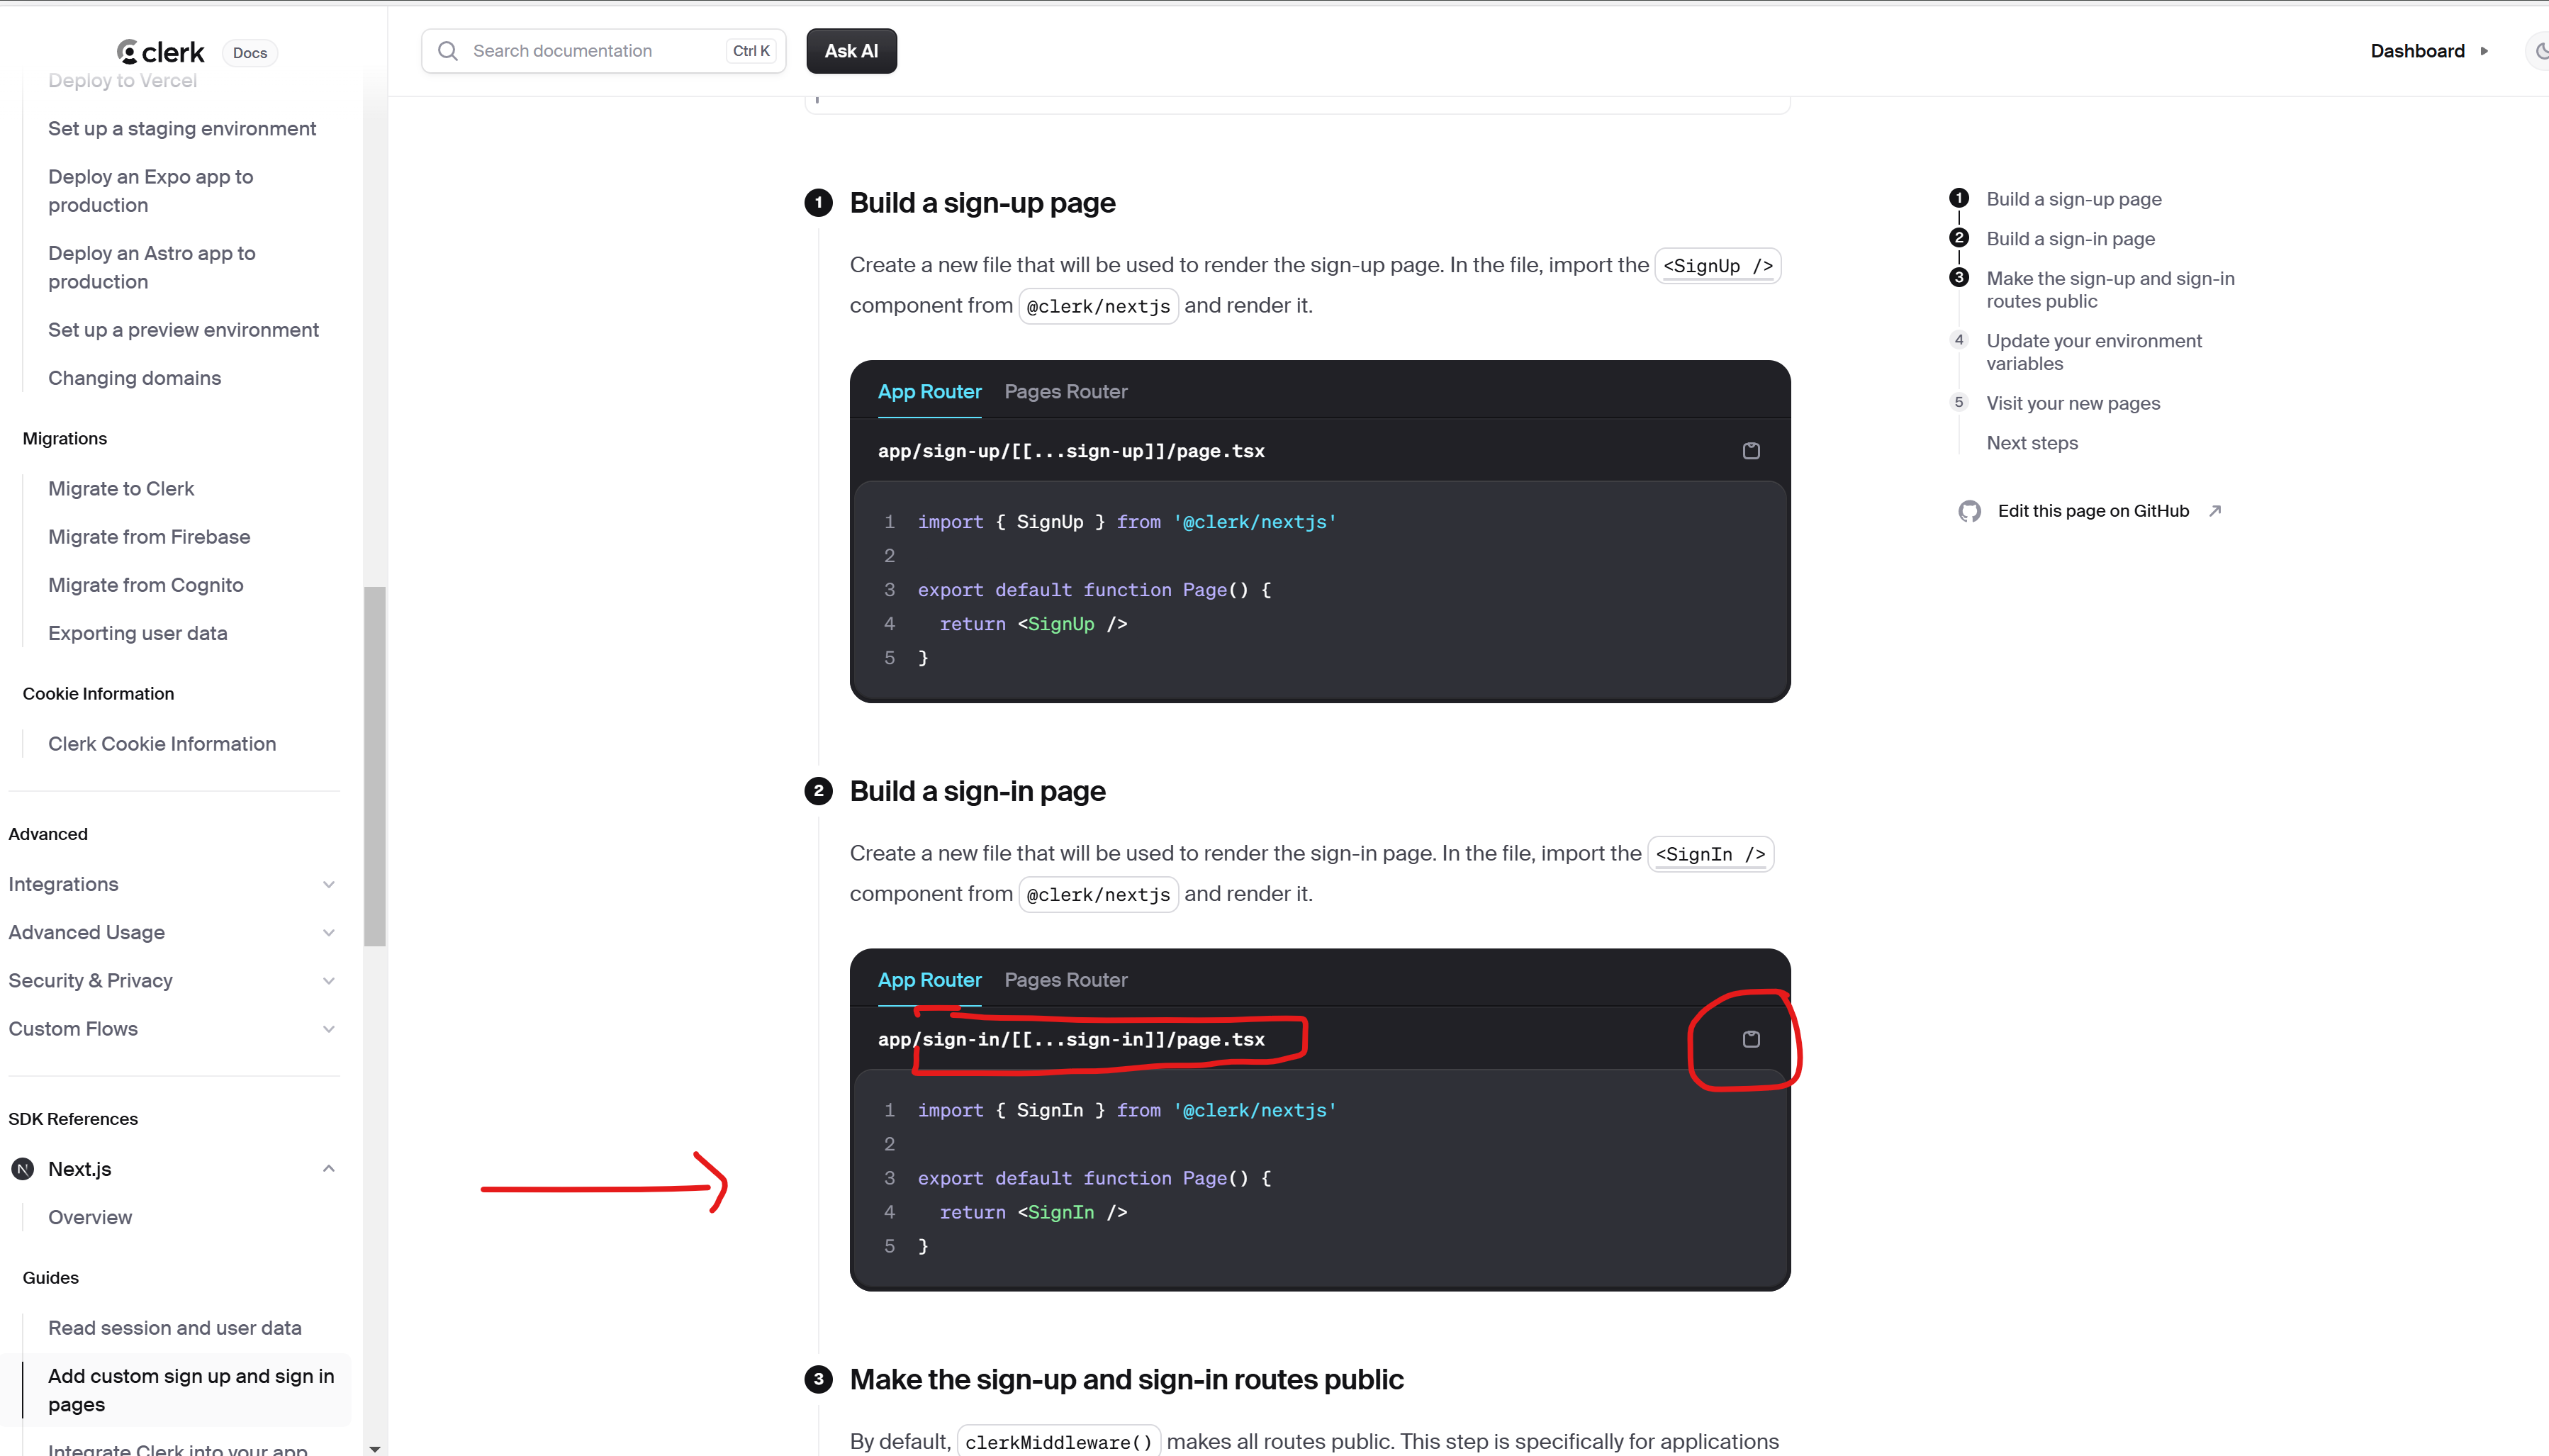 clerk Docs
Search documentation Ctrl K
Ask AI
Dashboard
Deploy to Vercel
Set up a staging environment
Deploy an Expo app to
production
Deploy an Astro app to
production
Set up a preview environment
Changing domains
Migrations
Migrate to Clerk
Migrate from Firebase
Migrate from Cognito
Exporting user data
Cookie Information
Clerk Cookie Information
Advanced
Integrations
Advanced Usage
Security & Privacy
Custom Flows
SDK References
N Next.js
Overview
Guides
Read session and user data
Add custom sign up and sign in
pages
Integrate Clerk into your app
1 Build a sign-up page
Create a new file that will be used to render the sign-up page. In the file, import the <SignUp />
component from @clerk/nextjs and render it.
App Router Pages Router
app/sign-up/[[...sign-up]]/page.tsx
1 import { SignUp } from '@clerk/nextjs'
2
3 export default function Page() {
4 return <SignUp />
5 }
2 Build a sign-in page
Create a new file that will be used to render the sign-in page. In the file, import the <SignIn />
component from @clerk/nextjs and render it.
App Router Pages Router
app/sign-in/[[...sign-in]]/page.tsx
1 import { SignIn } from '@clerk/nextjs'
2
3 export default function Page() {
4 return <SignIn />
5 }
3 Make the sign-up and sign-in routes public
By default, clerkMiddleware() makes all routes public. This step is specifically for applications
1 Build a sign-up page
2 Build a sign-in page
3 Make the sign-up and sign-in
routes public
4 Update your environment
variables
5 Visit your new pages
Next steps
Edit this page on GitHub